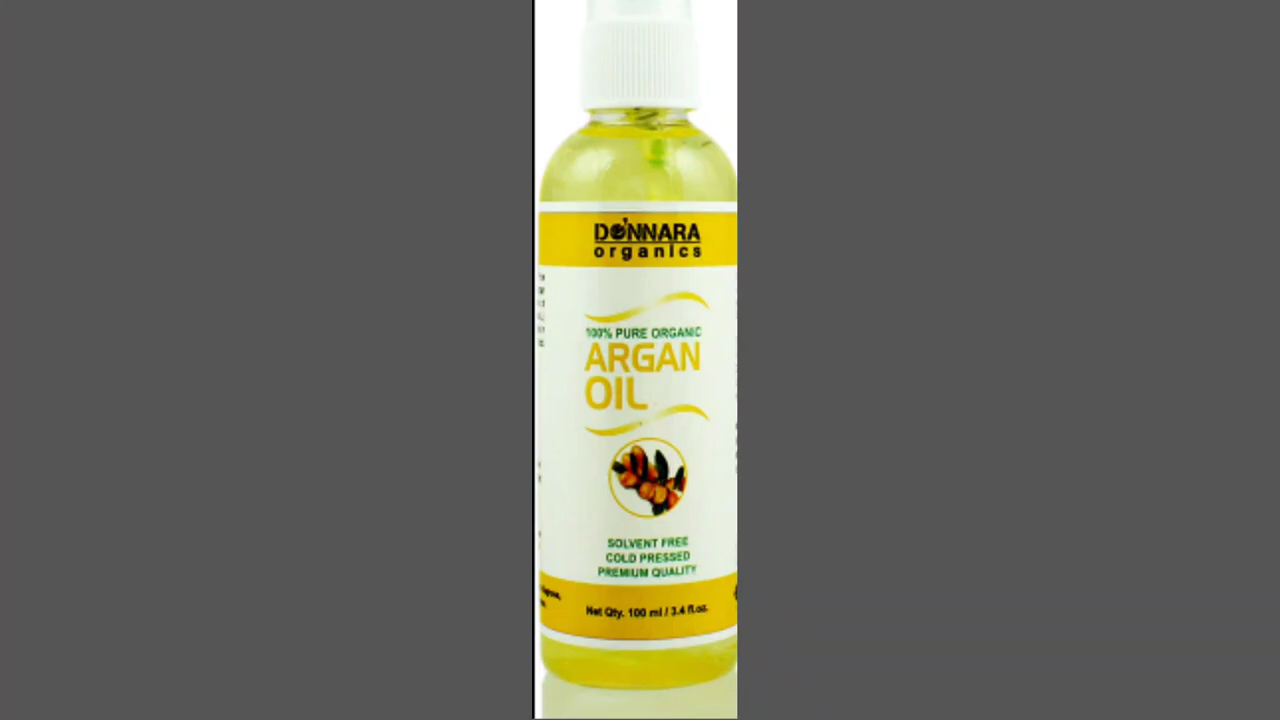 DONNARA
organics
100% PURE ORGANIC
ARGAN
OIL
SOLVENT FREE
COLD PRESSED
PREMIUM QUALITY
Net Qty. 100 ml / 3.4 fl.oz.